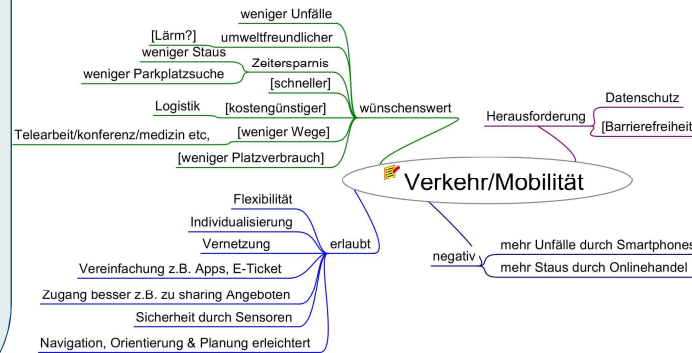 Verkehr/Mobilität
wünschenswert
weniger Unfälle
umweltfreundlicher
[Lärm?]
Zeitersparnis
weniger Staus
weniger Parkplatzsuche
[schneller]
[kostengünstiger]
Logistik
[weniger Wege]
Telearbeit/konferenz/medizin etc,
[weniger Platzverbrauch]
erlaubt
Flexibilität
Individualisierung
Vernetzung
Vereinfachung z.B. Apps, E-Ticket
Zugang besser z.B. zu sharing Angeboten
Sicherheit durch Sensoren
Navigation, Orientierung & Planung erleichtert
Herausforderung
Datenschutz
[Barrierefreiheit
negativ
mehr Unfälle durch Smartphones
mehr Staus durch Onlinehandel